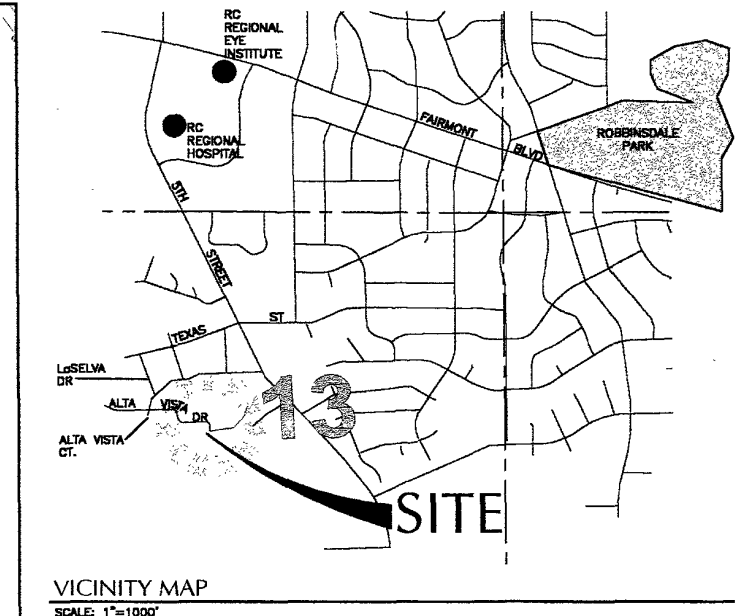 RC
REGIONAL
EYE
INSTITUTE
RC
REGIONAL
HOSPITAL
FAIRMONT
BLVD
ROBBINSDALE
PARK
5TH
STREET
TEXAS
ST
LaSELVA
DR
ALTA
VISTA
DR
13
ALTA VISTA
CT.
SITE
VICINITY MAP
SCALE: 1"=1000'